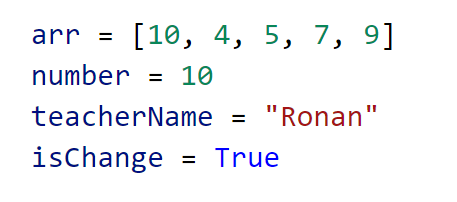 arr = [10, 4, 5, 7, 9]
number = 10
teacherName = "Ronan"
isChange = True